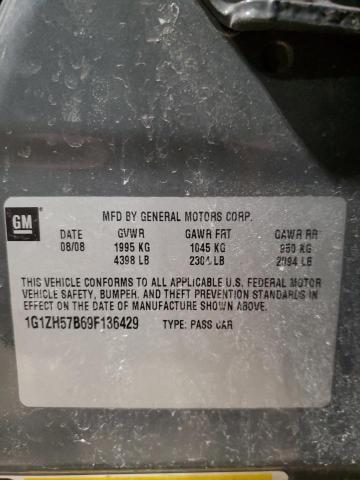 GM
MFD BY GENERAL MOTORS CORP.
DATE GVWR GAWR FRT GAWR RR
08/08 1995 KG 1045 KG 950 KG
4398 LB 2304 LB 2094 LB
THIS VEHICLE CONFORMS TO ALL APPLICABLE U.S. FEDERAL MOTOR
VEHICLE SAFETY, BUMPER, AND THEFT PREVENTION STANDARDS IN
EFFECT ON THE DATE OF MANUFACTURE SHOWN ABOVE.
1G1ZH57B69F136429 TYPE: PASS CAR